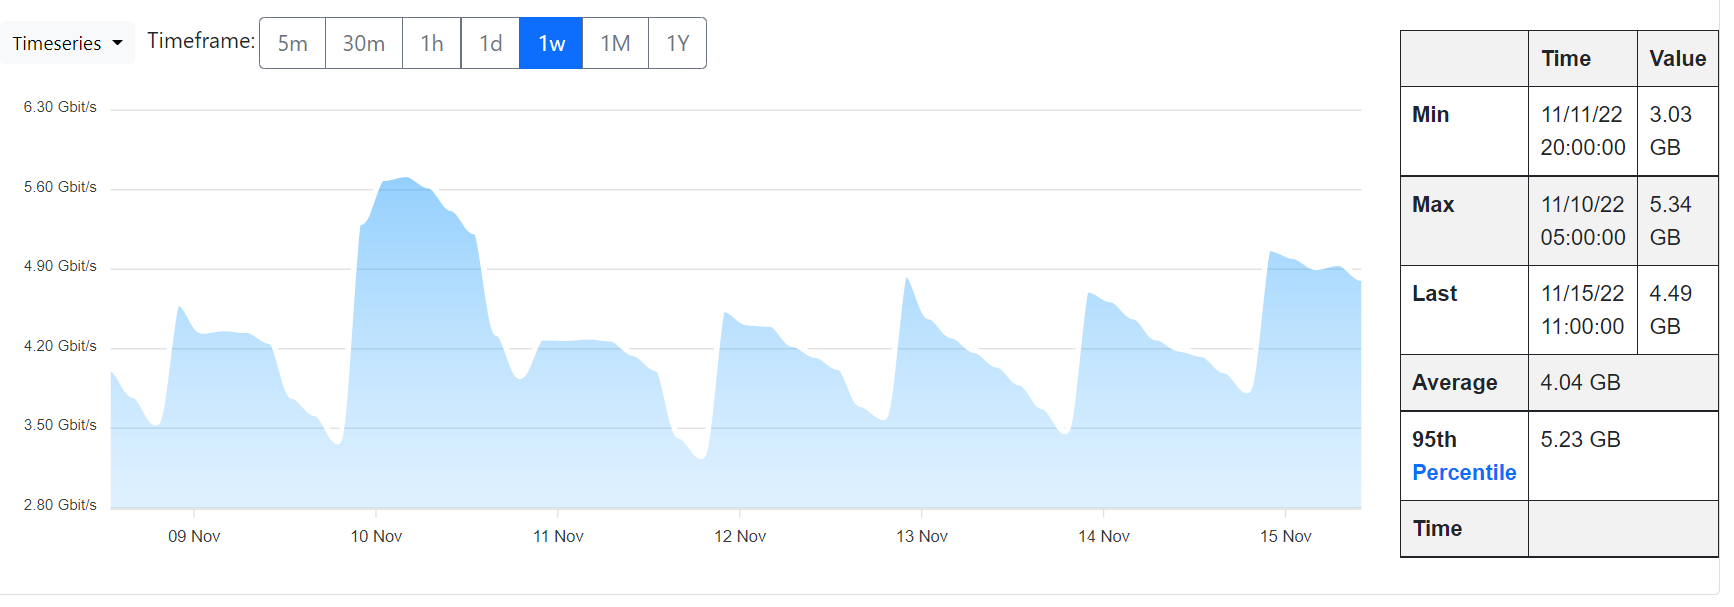 Timeseries
Timeframe:
5m
30m
1h
1d
1w
1M
1Y
6.30 Gbit/s
5.60 Gbit/s
4.90 Gbit/s
4.20 Gbit/s
3.50 Gbit/s
2.80 Gbit/s
09 Nov
10 Nov
11 Nov
12 Nov
13 Nov
14 Nov
15 Nov
Time
Value
Min
11/11/22
20:00:00
3.03
GB
Max
11/10/22
05:00:00
5.34
GB
Last
11/15/22
11:00:00
4.49
GB
Average
4.04 GB
95th
Percentile
5.23 GB
Time